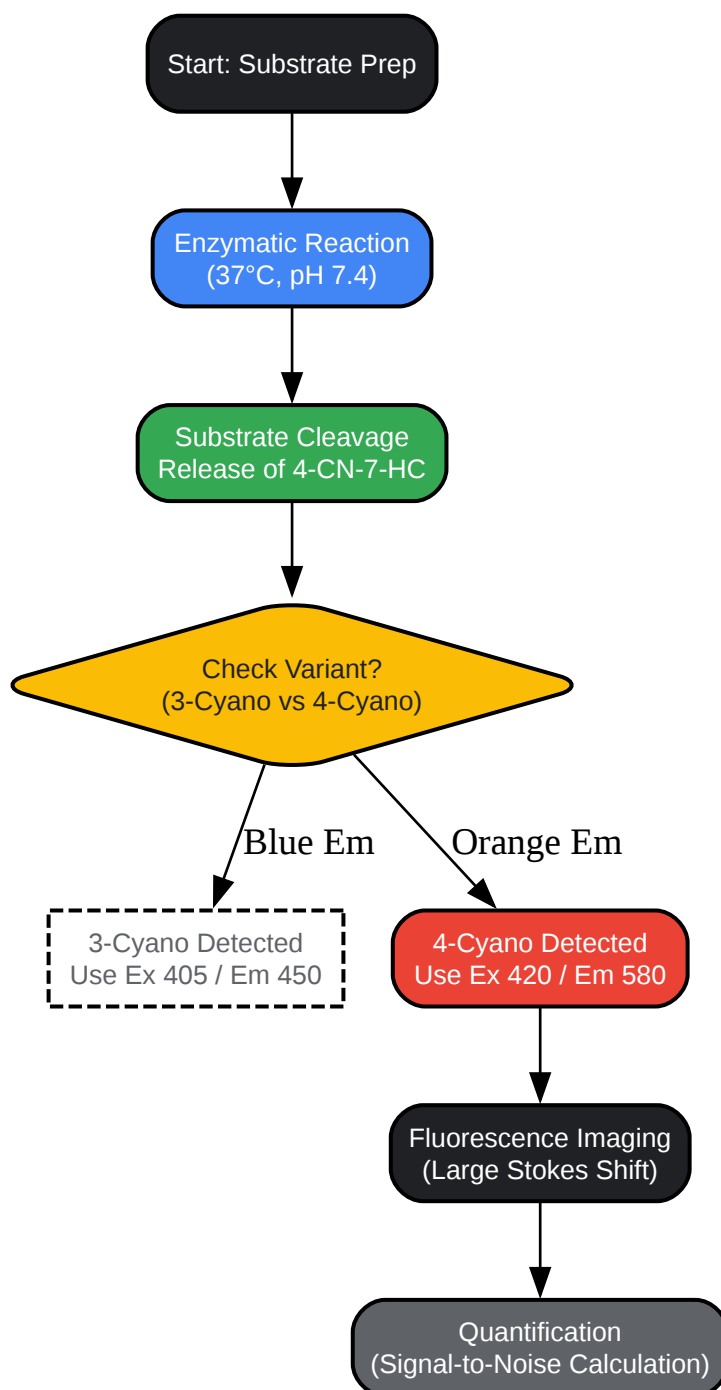 Start: Substrate Prep
Enzymatic Reaction
(37°C, pH 7.4)
Substrate Cleavage
Release of 4-CN-7-HC
Check Variant?
(3-Cyano vs 4-Cyano)
Blue Em
Orange Em
3-Cyano Detected
Use Ex 405 / Em 450
4-Cyano Detected
Use Ex 420 / Em 580
Fluorescence Imaging
(Large Stokes Shift)
Quantification
(Signal-to-Noise Calculation)